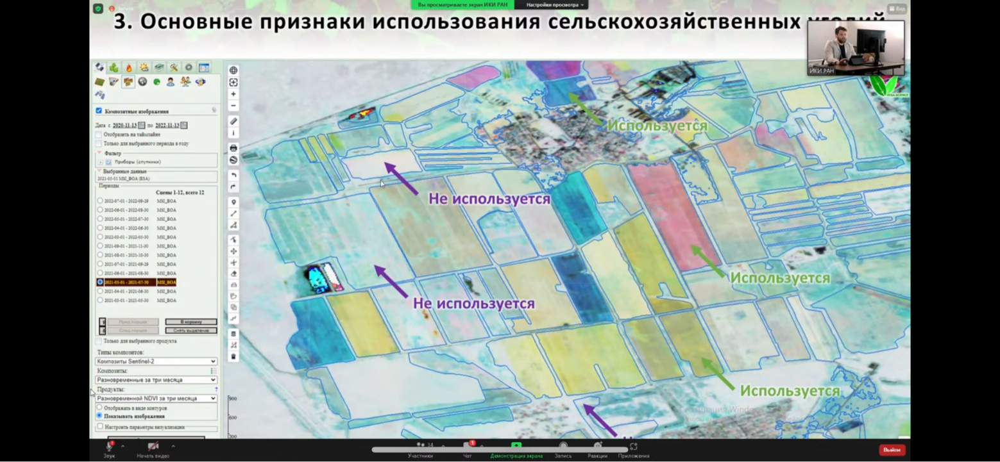 Вы просматриваете экран ИКИ РАН
Настройки просмотра
Вид
3. Основные признаки использования сельскохозяйственных угодий
ИКИ РАН
VEGA SCIENCE
Композитные изображения
Дата с 2020-11-13 по 2022-11-13
Отобразить на таймлайне
Только для выбранного периода в году
Фильтр
Приборы (спутники)
Выбранные данные
2021-05-01 MSI_BOA (ESA)
Периоды
Сцены 1-12, всего 12
2022-07-01 - 2022-09-29 MSI_BOA
2022-06-01 - 2022-08-30 MSI_BOA
2022-05-01 - 2022-07-30 MSI_BOA
2022-04-01 - 2022-06-30 MSI_BOA
2022-03-01 - 2022-05-30 MSI_BOA
2021-09-01 - 2021-11-30 MSI_BOA
2021-08-01 - 2021-10-30 MSI_BOA
2021-07-01 - 2021-09-29 MSI_BOA
2021-06-01 - 2021-08-30 MSI_BOA
2021-05-01 - 2021-07-30 MSI_BOA
2021-04-01 - 2021-06-30 MSI_BOA
2021-03-01 - 2021-05-30 MSI_BOA
Пред.порция
В корзину
След.порция
Снять выделение
Только для выбранного продукта
Типы композитов:
Композиты Sentinel-2
Композиты:
Разновременные за три месяца
Продукты:
Разновременной NDVI за три месяца
Отображать в виде контуров
Показывать изображения
Настроить параметры визуализации
Используется
Не используется
Используется
Не используется
Используется
900
600
300
Звук
Начать видео
34
Участники
1
Чат
Демонстрация экрана
Запись
Реакции
Приложения
Выйти